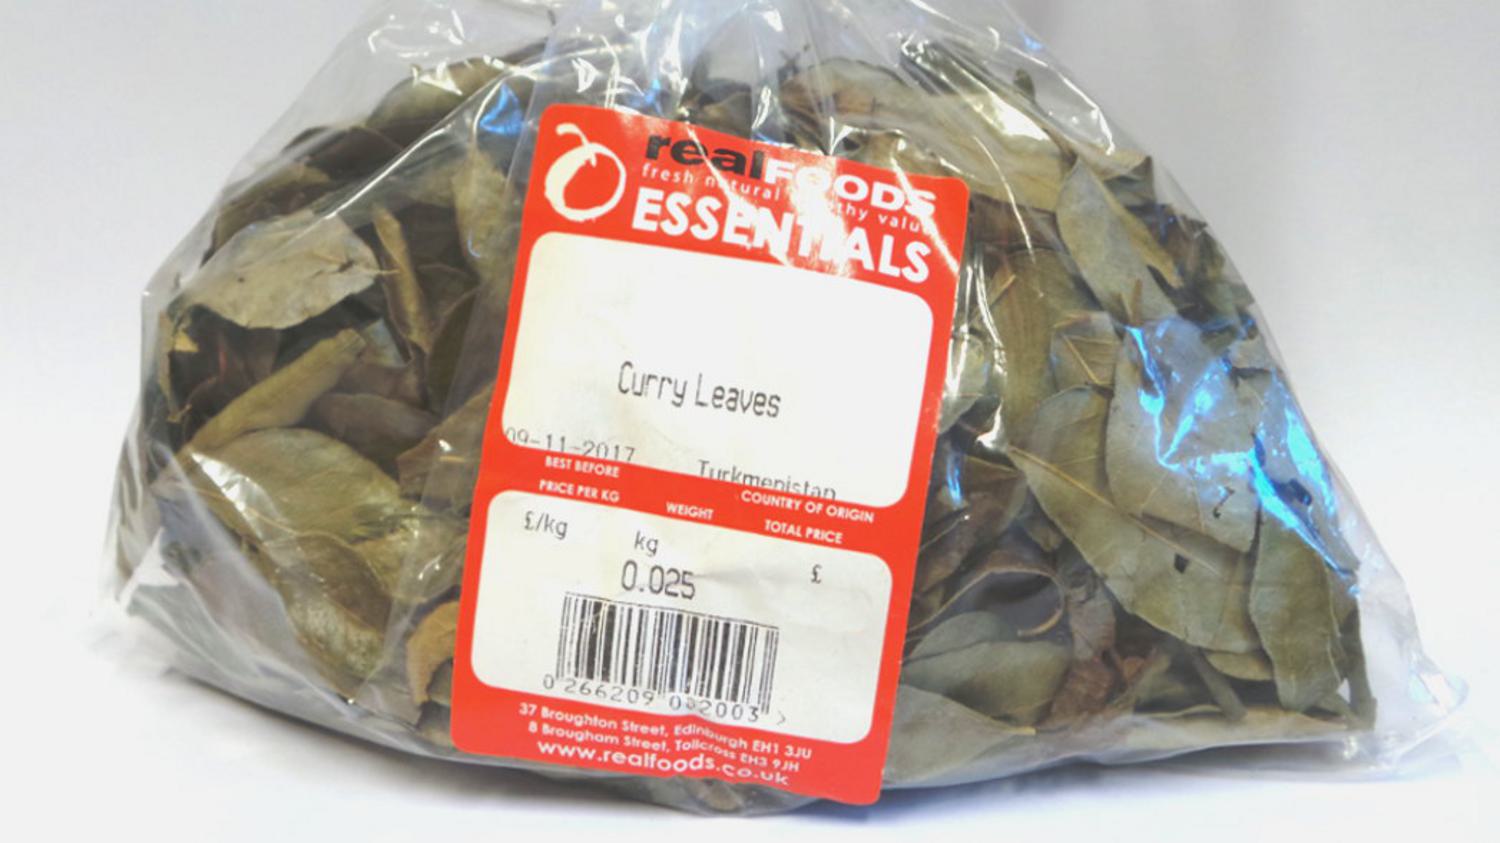 realFOODS
fresh natural healthy value
ESSENTIALS
Curry Leaves
09-11-2017 Turkmenistan
BEST BEFORE COUNTRY OF ORIGIN
PRICE PER KG WEIGHT TOTAL PRICE
£/kg kg £
0.025
0 266209 002003 >
37 Broughton Street, Edinburgh EH1 3JU
8 Brougham Street, Tollcross EH3 9JH
www.realfoods.co.uk